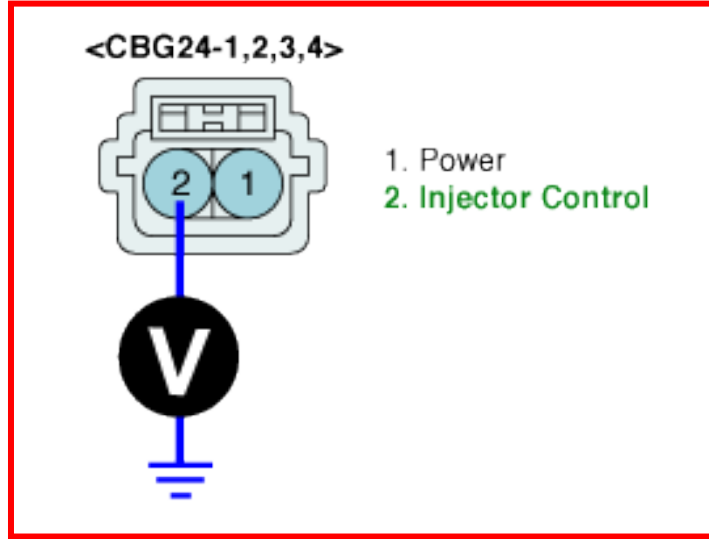 <CBG24-1,2,3,4>
1. Power
2. Injector Control
2 1
V